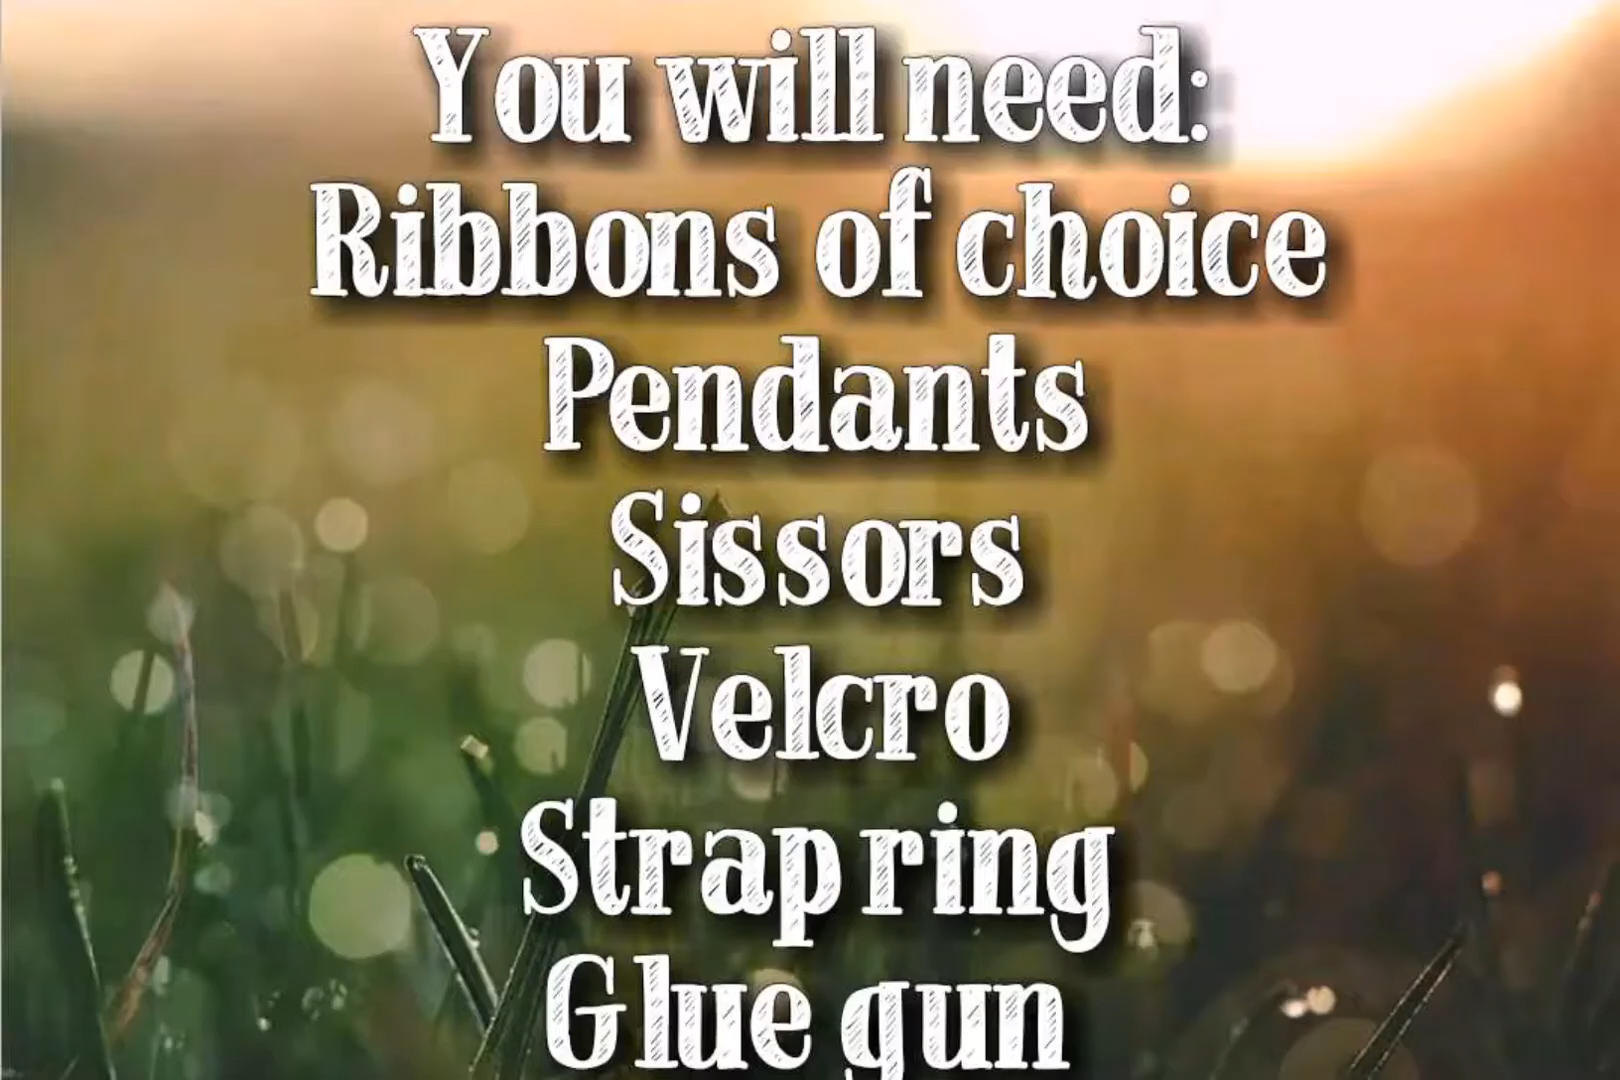 You will need:
Ribbons of choice
Pendants
Sissors
Velcro
Strap ring
Glue gun